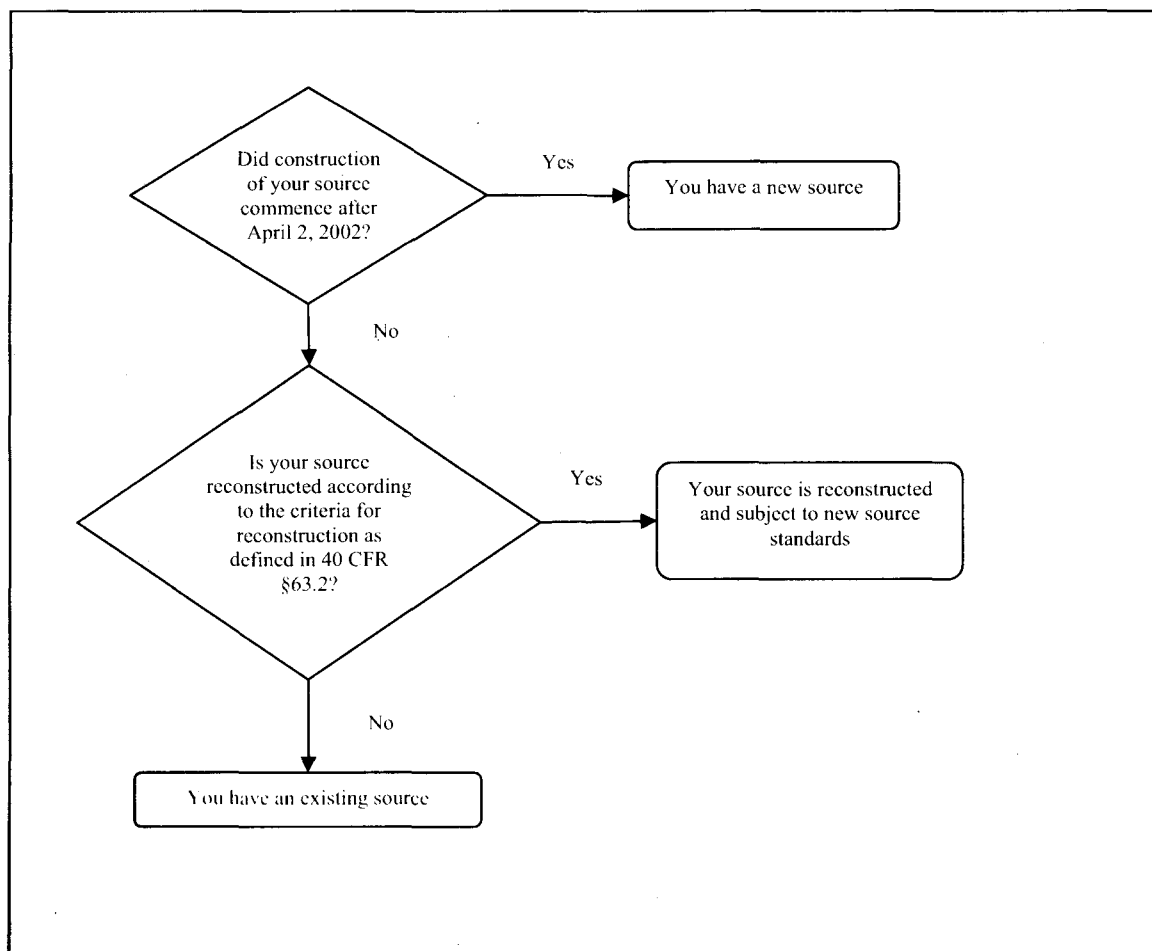 Did construction
of your source
commence after
April 2, 2002?
Yes
You have a new source
No
Is your source
reconstructed according
to the criteria for
reconstruction as
defined in 40 CFR
§63.2?
Yes
Your source is reconstructed
and subject to new source
standards
No
You have an existing source